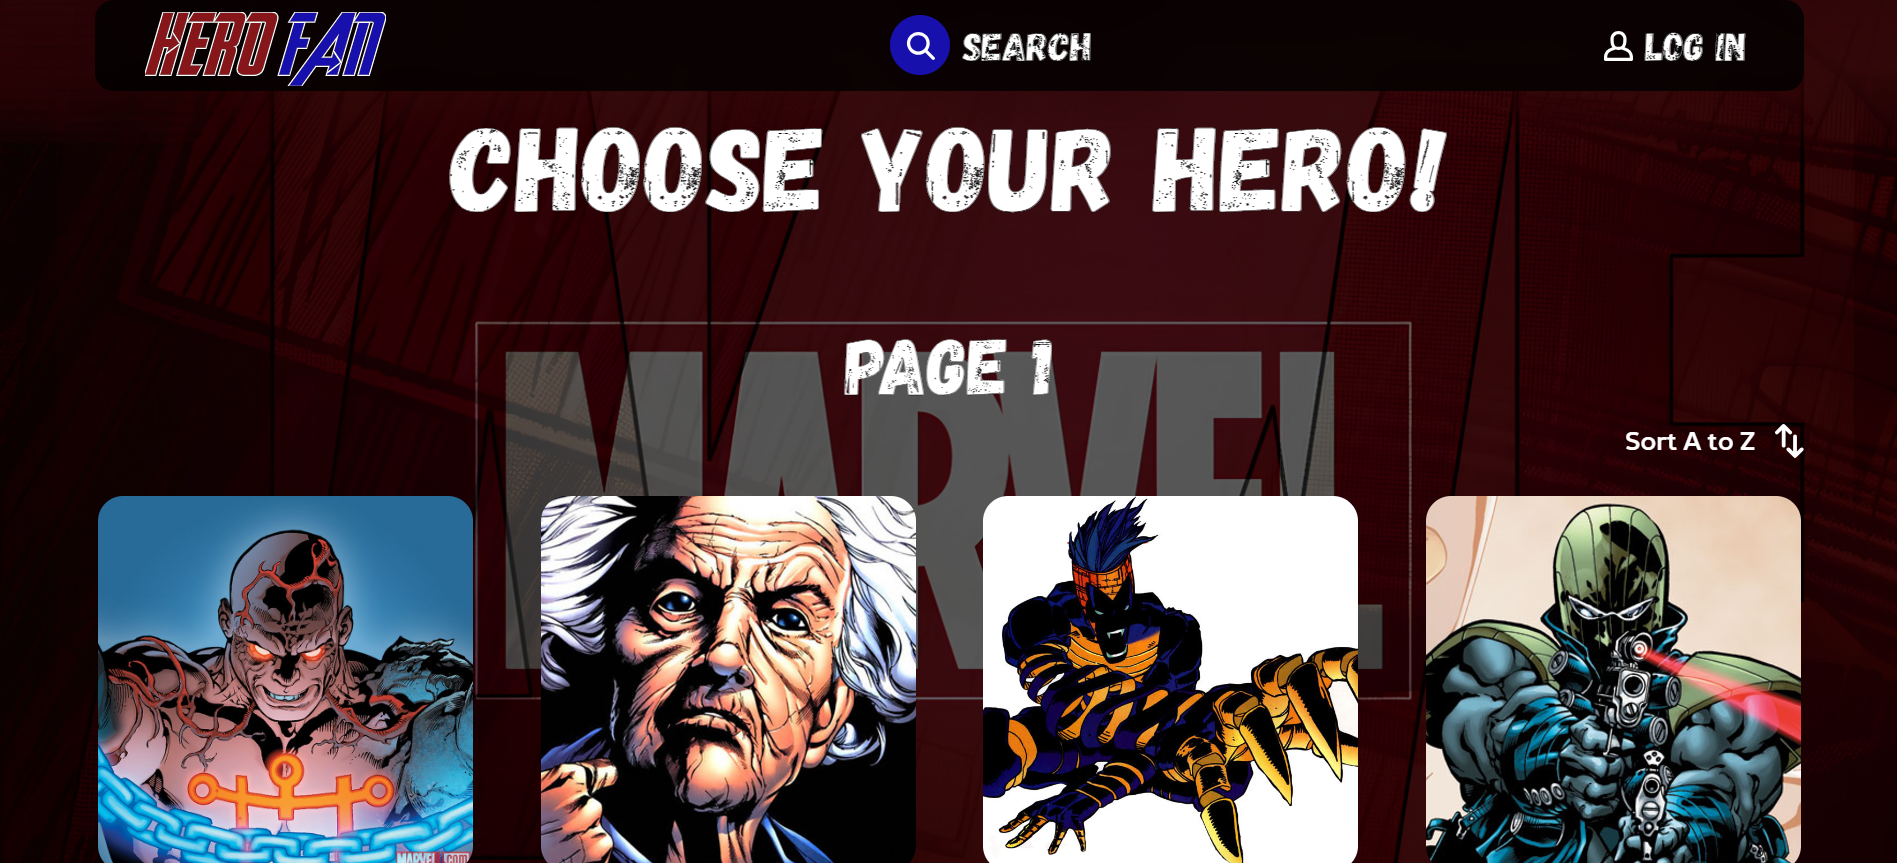 HERO FAN
SEARCH
LOG IN
CHOOSE YOUR HERO!
MARVEL
PAGE 1
Sort A to Z
MARVEL.com